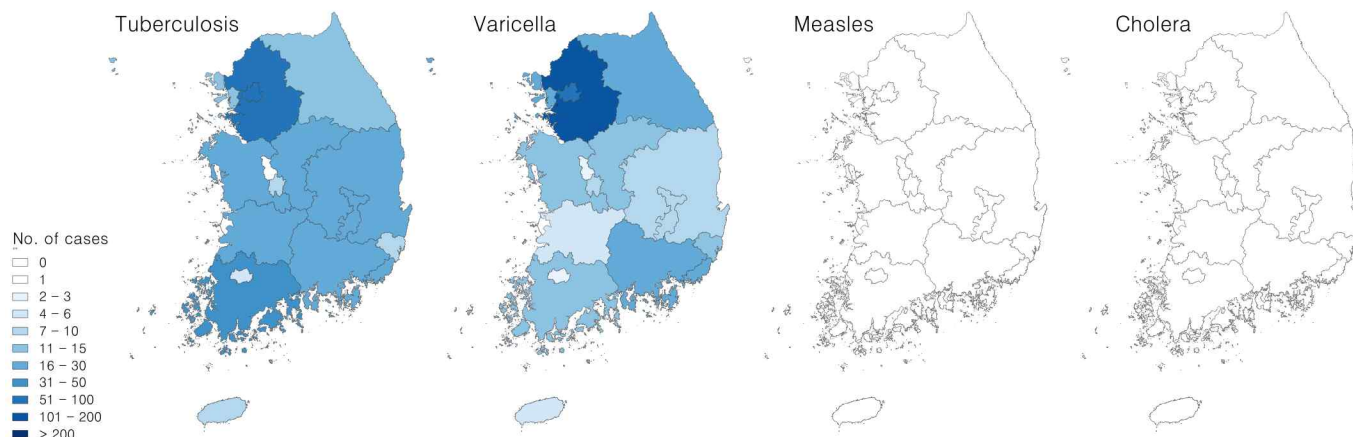 Tuberculosis
Varicella
Measles
Cholera
No. of cases
0
1
2 – 3
4 – 6
7 – 10
11 – 15
16 – 30
31 – 50
51 – 100
101 – 200
> 200